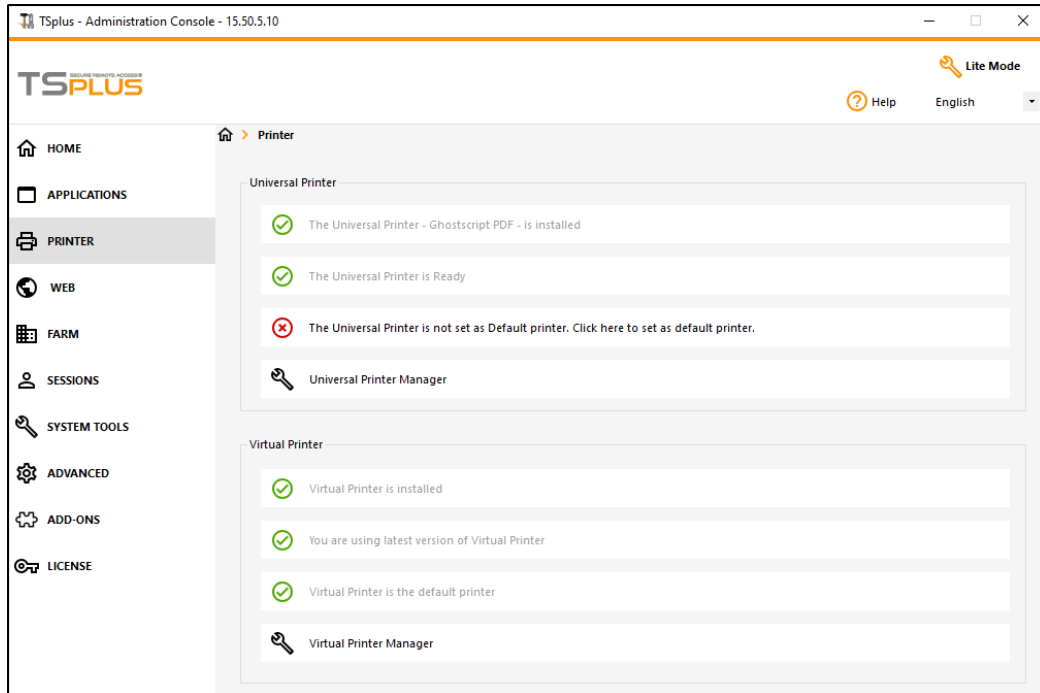 TSplus - Administration Console - 15.50.5.10
TSPLUS
SECURE REMOTE ACCESS®
Lite Mode
Help
English
HOME
APPLICATIONS
PRINTER
WEB
FARM
SESSIONS
SYSTEM TOOLS
ADVANCED
ADD-ONS
LICENSE
Printer
Universal Printer
The Universal Printer - Ghostscript PDF - is installed
The Universal Printer is Ready
The Universal Printer is not set as Default printer. Click here to set as default printer.
Universal Printer Manager
Virtual Printer
Virtual Printer is installed
You are using latest version of Virtual Printer
Virtual Printer is the default printer
Virtual Printer Manager